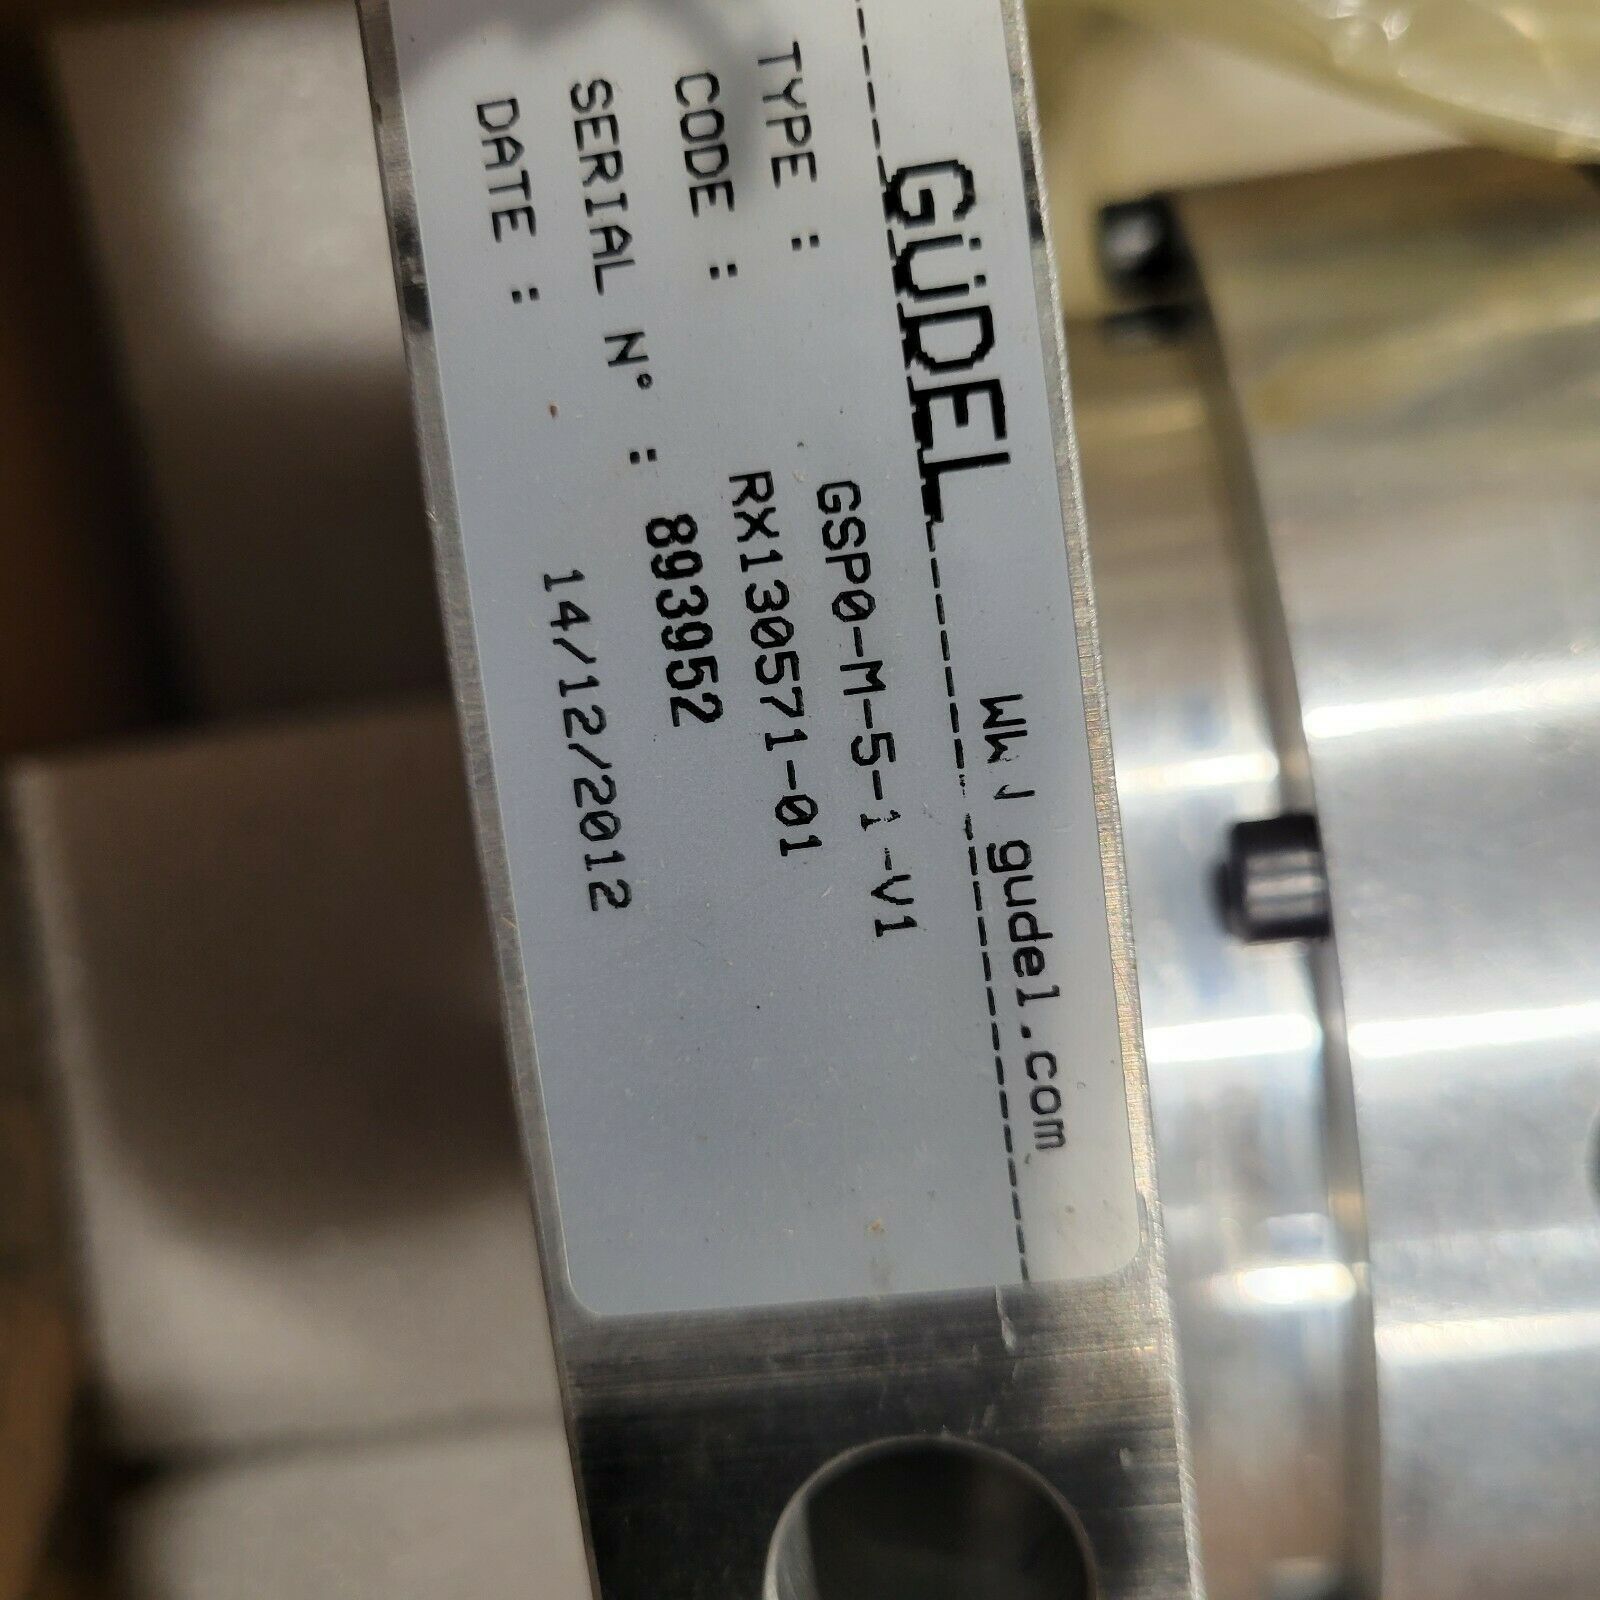 GÜDEL www.gudel.com
TYPE : GSP0-M-5-1-V1
CODE : RX130571-01
SERIAL N° : 893952
DATE : 14/12/2012